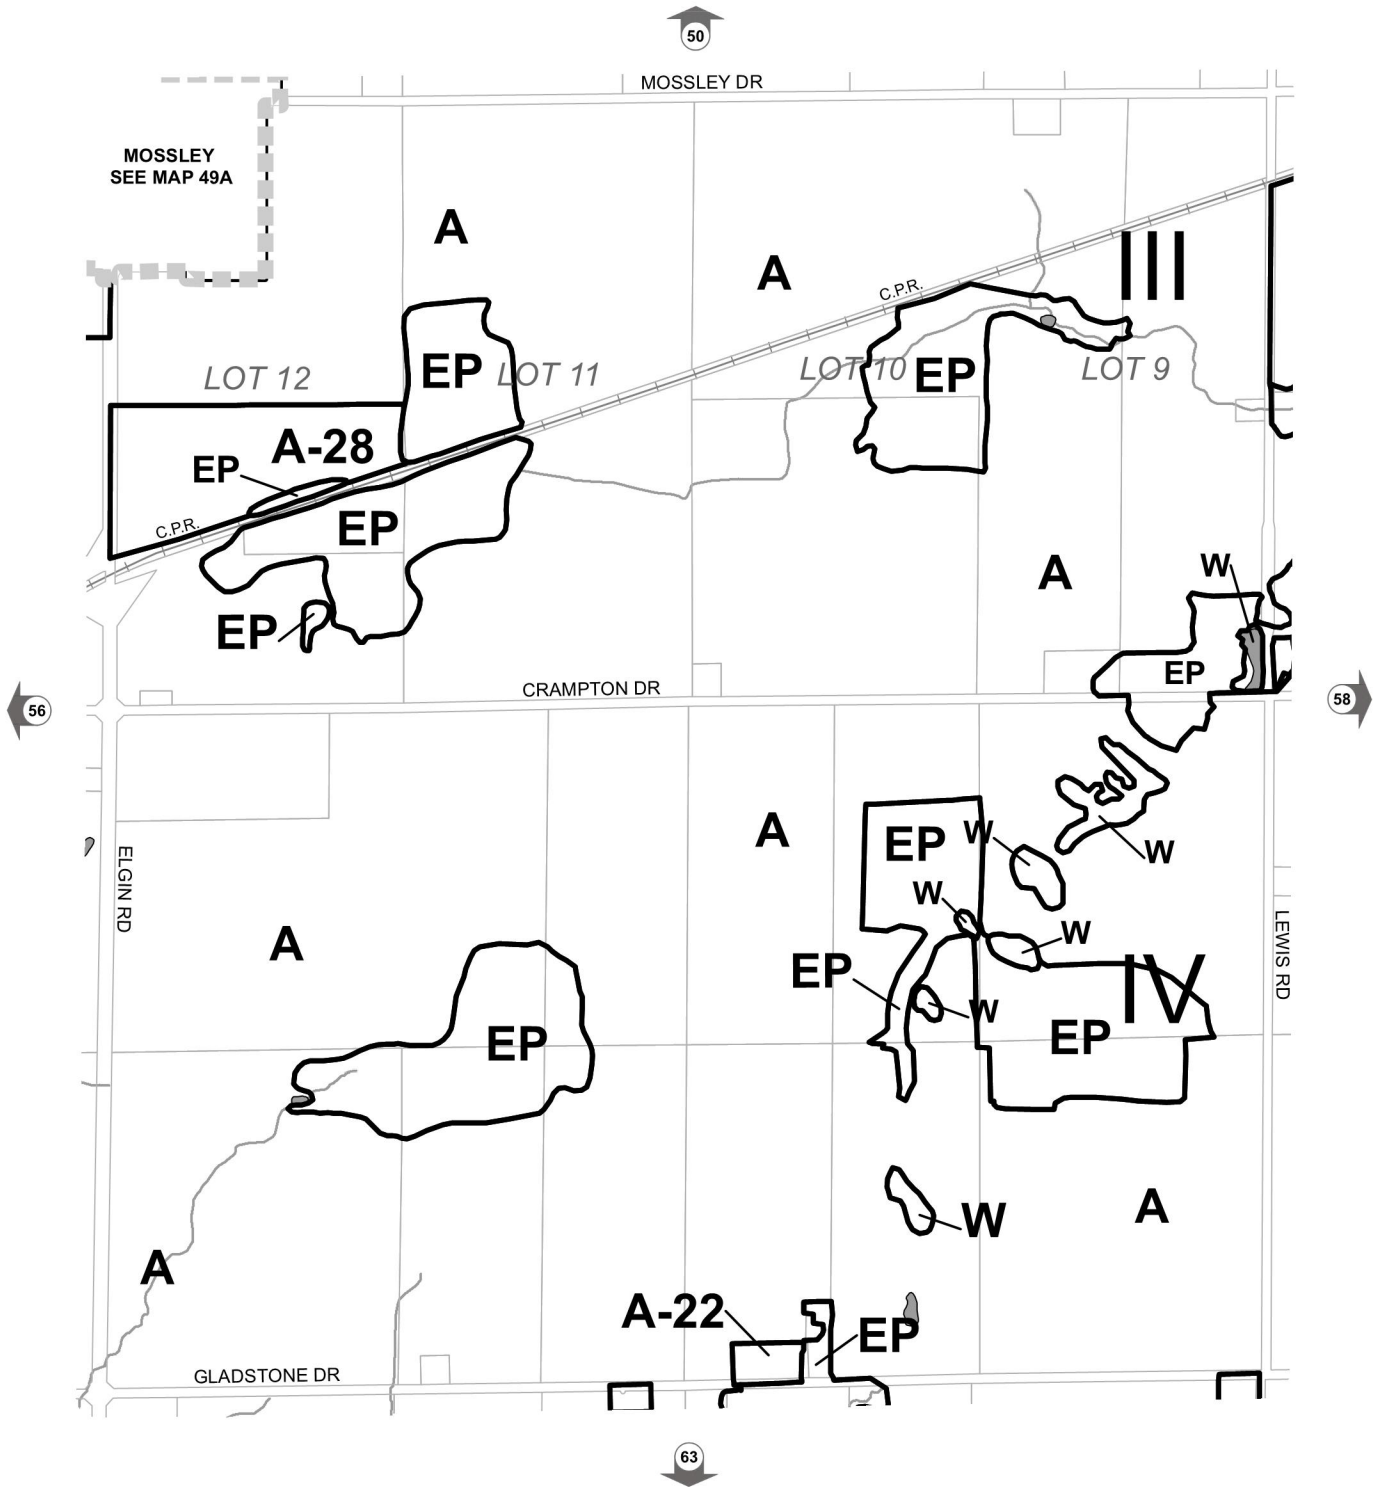 50
MOSSLEY DR
MOSSLEY
SEE MAP 49A
A
A
III
C.P.R.
LOT 12
EP
LOT 11
LOT 10
EP
LOT 9
A-28
EP
C.P.R.
EP
A
W
EP
EP
CRAMPTON DR
56
58
A
EP
W
W
ELGIN RD
W
LEWIS RD
W
A
EP
IV
W
EP
EP
A
W
A
A-22
EP
GLADSTONE DR
63